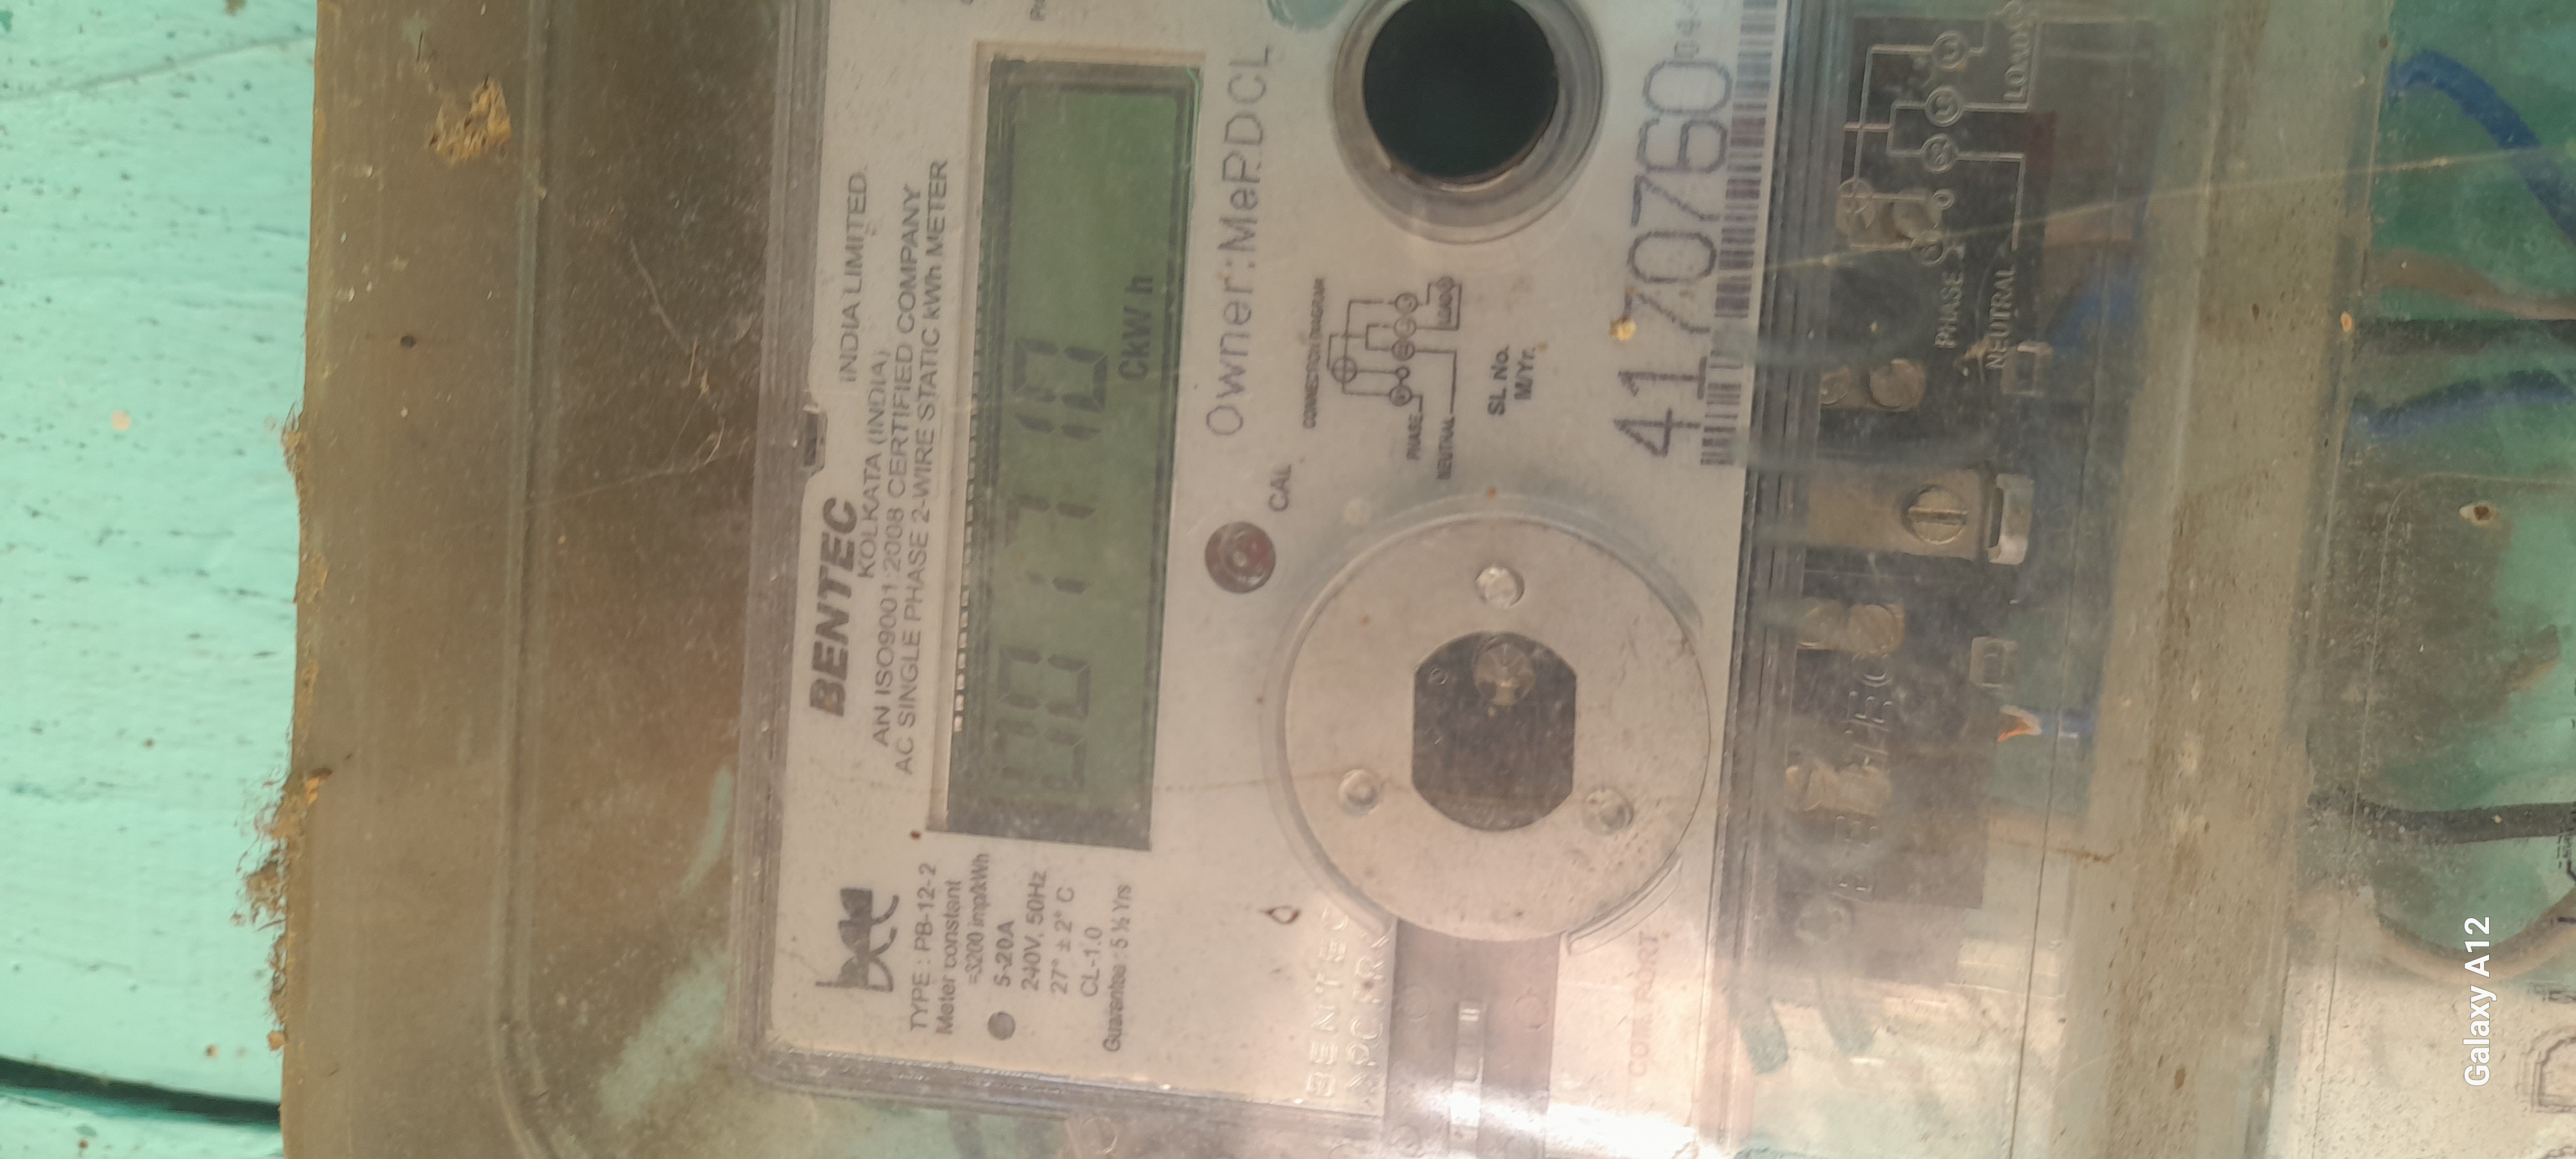 BENTEC
INDIA LIMITED.
KOLKATA (INDIA)
AN ISO9001:2008 CERTIFIED COMPANY
AC SINGLE PHASE 2-WIRE STATIC kWh METER
TYPE : PB-12-2
Meter constant
=3200 imp/kWh
5-20A
240V, 50Hz
27° ± 2° C
CL-1.0
Guarantee : 5 ½ Yrs
CkWh
Owner:MePDCL
CAL
CONNECTION DIAGRAM
PHASE
NEUTRAL
LOAD
SL. No.
M/Yr.
4170760
BENTEC
PHASE
NEUTRAL
LOAD
Galaxy A12